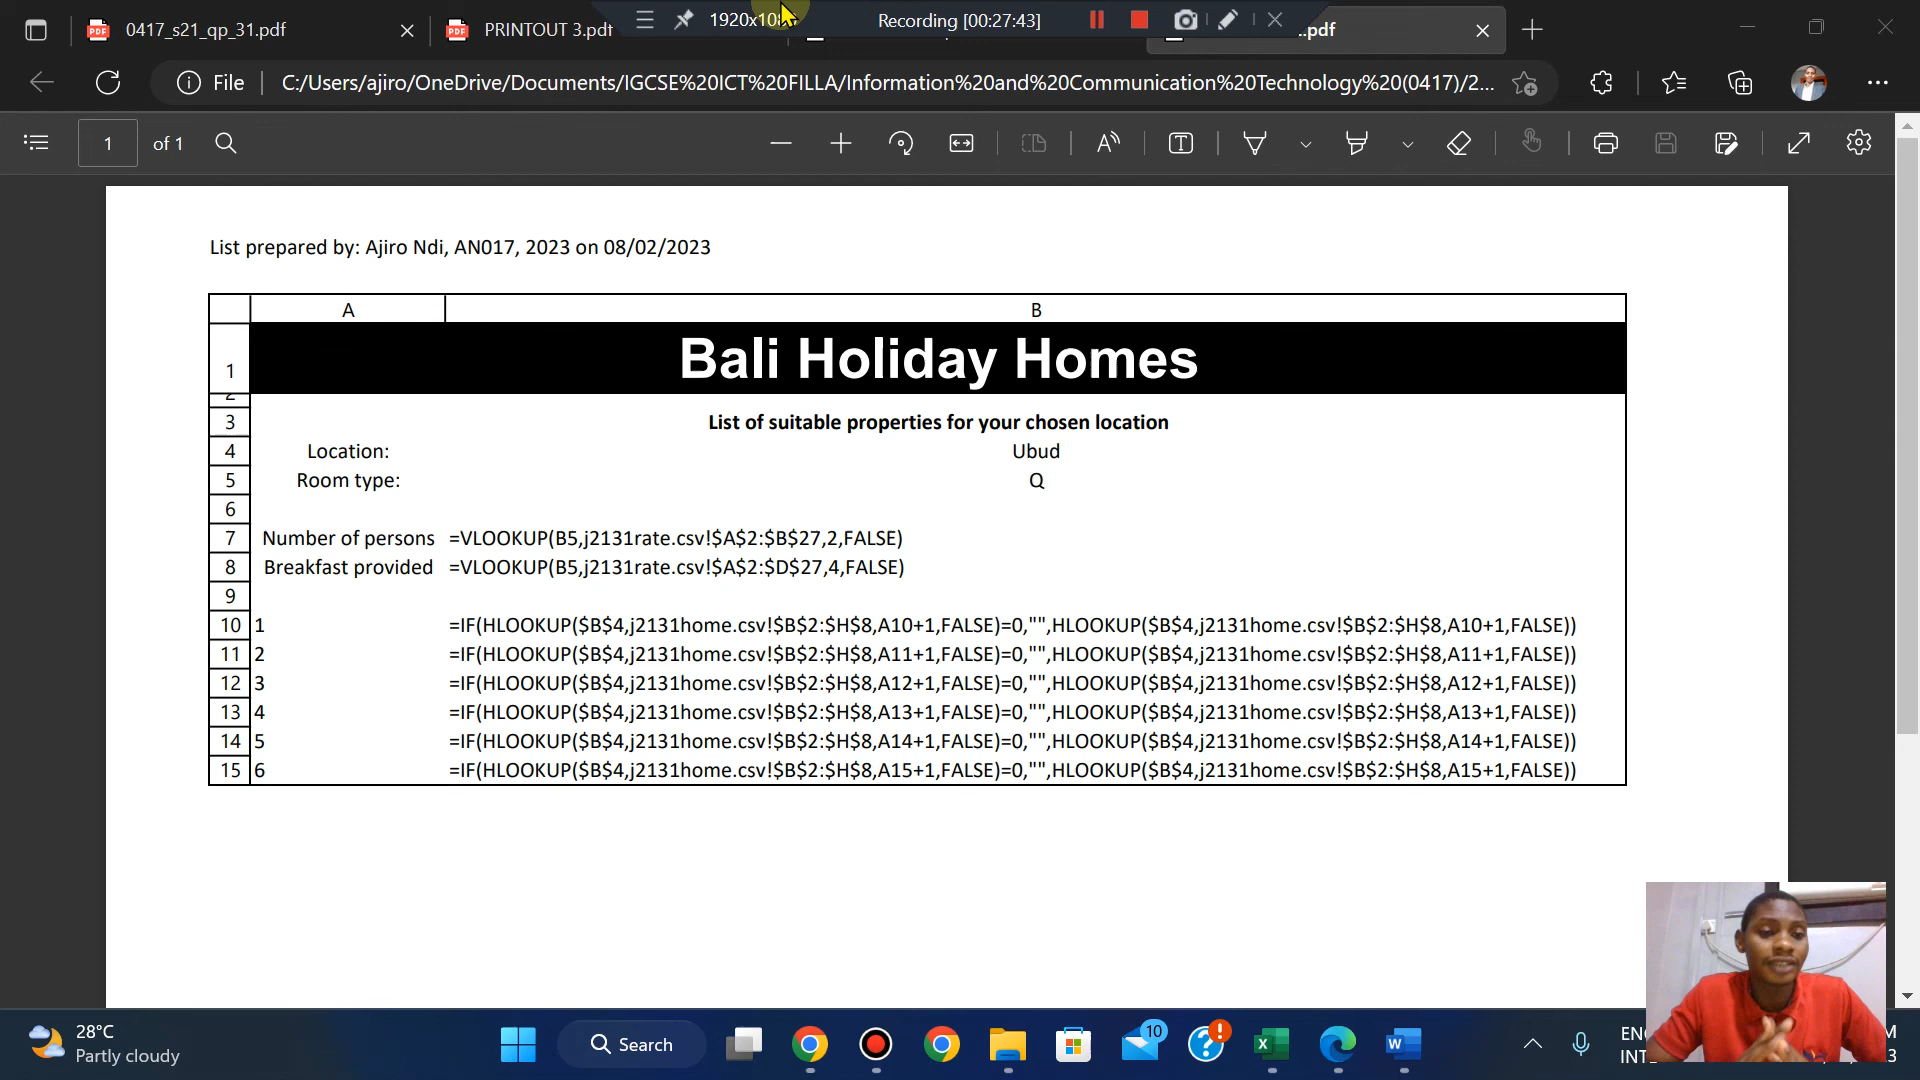 0417_s21_qp_31.pdf
PRINTOUT 3.pdf
1920x108
Recording [00:27:43]
..pdf
File
C:/Users/ajiro/OneDrive/Documents/IGCSE%20ICT%20FILLA/Information%20and%20Communication%20Technology%20(0417)/2...
1
of 1
List prepared by: Ajiro Ndi, AN017, 2023 on 08/02/2023
A B
1 Bali Holiday Homes
2
3 List of suitable properties for your chosen location
4 Location: Ubud
5 Room type: Q
6
7 Number of persons =VLOOKUP(B5,j2131rate.csv!$A$2:$B$27,2,FALSE)
8 Breakfast provided =VLOOKUP(B5,j2131rate.csv!$A$2:$D$27,4,FALSE)
9
10 1 =IF(HLOOKUP($B$4,j2131home.csv!$B$2:$H$8,A10+1,FALSE)=0,"",HLOOKUP($B$4,j2131home.csv!$B$2:$H$8,A10+1,FALSE))
11 2 =IF(HLOOKUP($B$4,j2131home.csv!$B$2:$H$8,A11+1,FALSE)=0,"",HLOOKUP($B$4,j2131home.csv!$B$2:$H$8,A11+1,FALSE))
12 3 =IF(HLOOKUP($B$4,j2131home.csv!$B$2:$H$8,A12+1,FALSE)=0,"",HLOOKUP($B$4,j2131home.csv!$B$2:$H$8,A12+1,FALSE))
13 4 =IF(HLOOKUP($B$4,j2131home.csv!$B$2:$H$8,A13+1,FALSE)=0,"",HLOOKUP($B$4,j2131home.csv!$B$2:$H$8,A13+1,FALSE))
14 5 =IF(HLOOKUP($B$4,j2131home.csv!$B$2:$H$8,A14+1,FALSE)=0,"",HLOOKUP($B$4,j2131home.csv!$B$2:$H$8,A14+1,FALSE))
15 6 =IF(HLOOKUP($B$4,j2131home.csv!$B$2:$H$8,A15+1,FALSE)=0,"",HLOOKUP($B$4,j2131home.csv!$B$2:$H$8,A15+1,FALSE))
28°C
Partly cloudy
Search
10